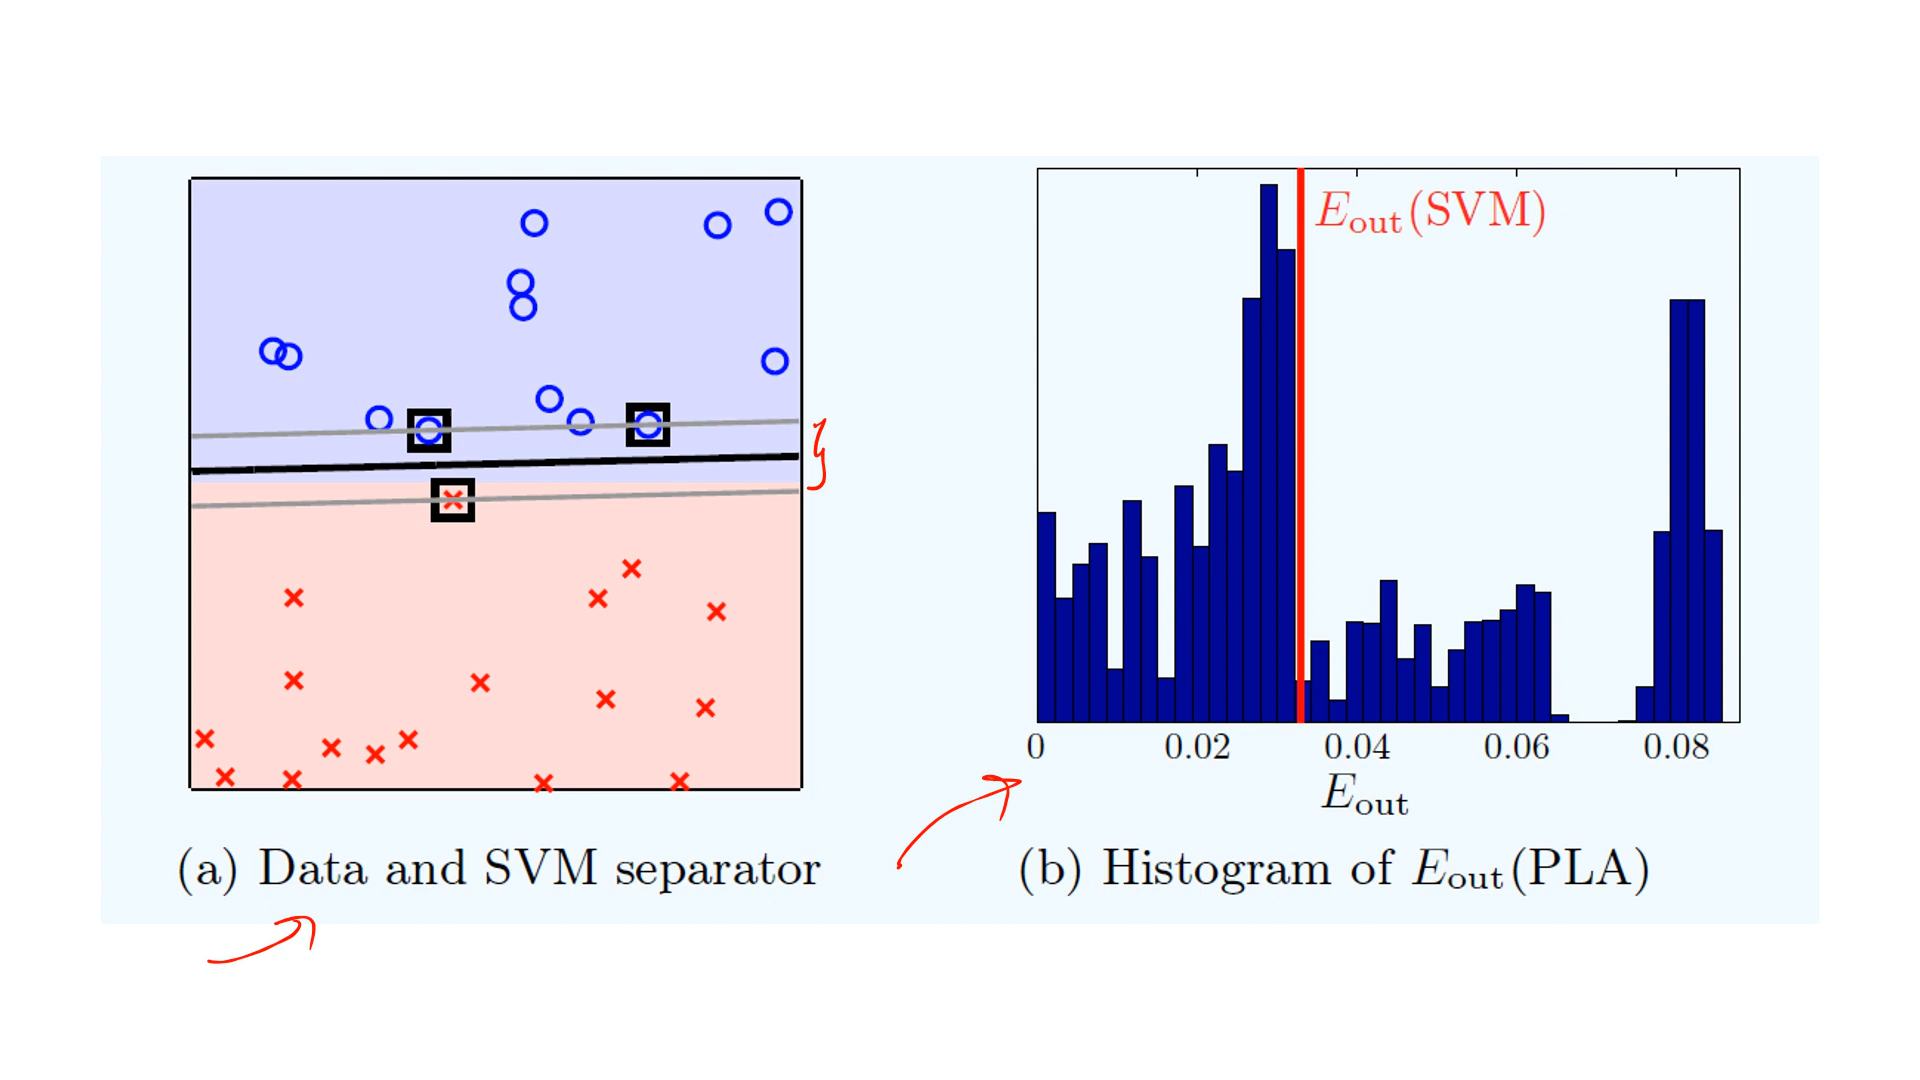 E_out(SVM)
0 0.02 0.04 0.06 0.08
E_out
(a) Data and SVM separator
(b) Histogram of E_out(PLA)